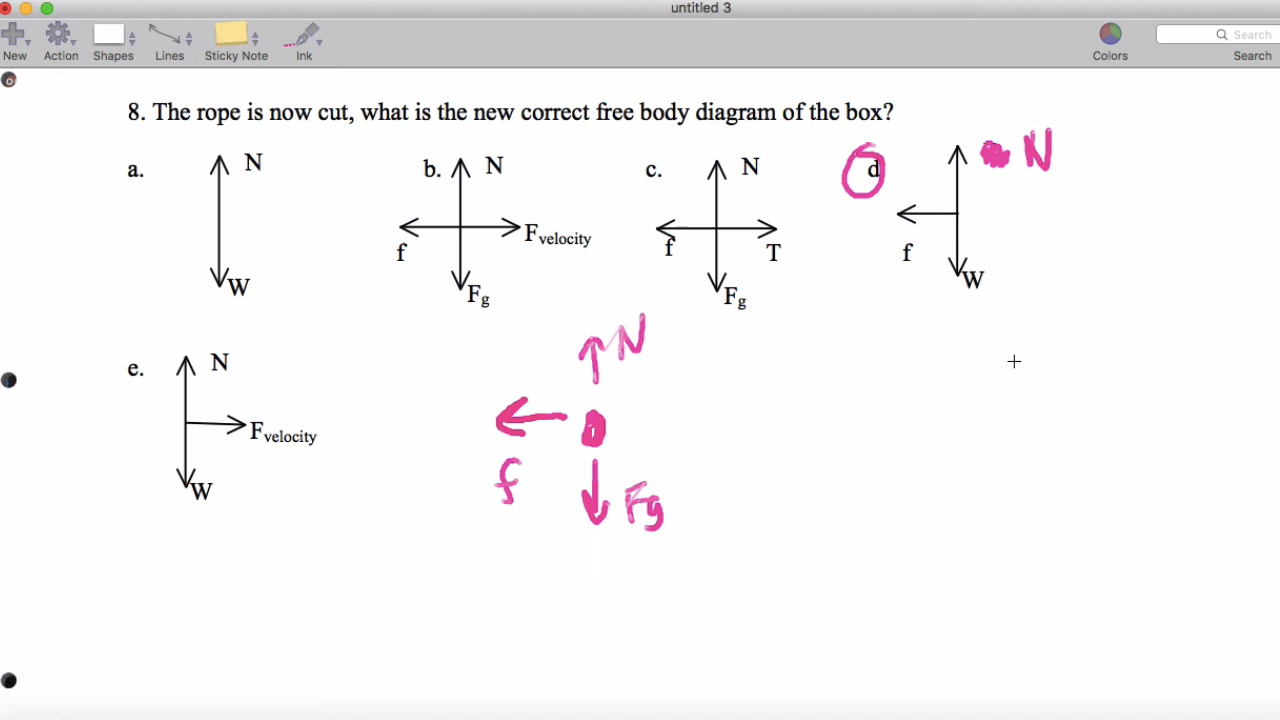 untitled 3
New Action Shapes Lines Sticky Note Ink Colors Search
Search
8. The rope is now cut, what is the new correct free body diagram of the box?
a. N
W
b. N
f Fvelocity
Fg
c. N
f T
Fg
d N
f
W
e. N
Fvelocity
W
N
f
Fg